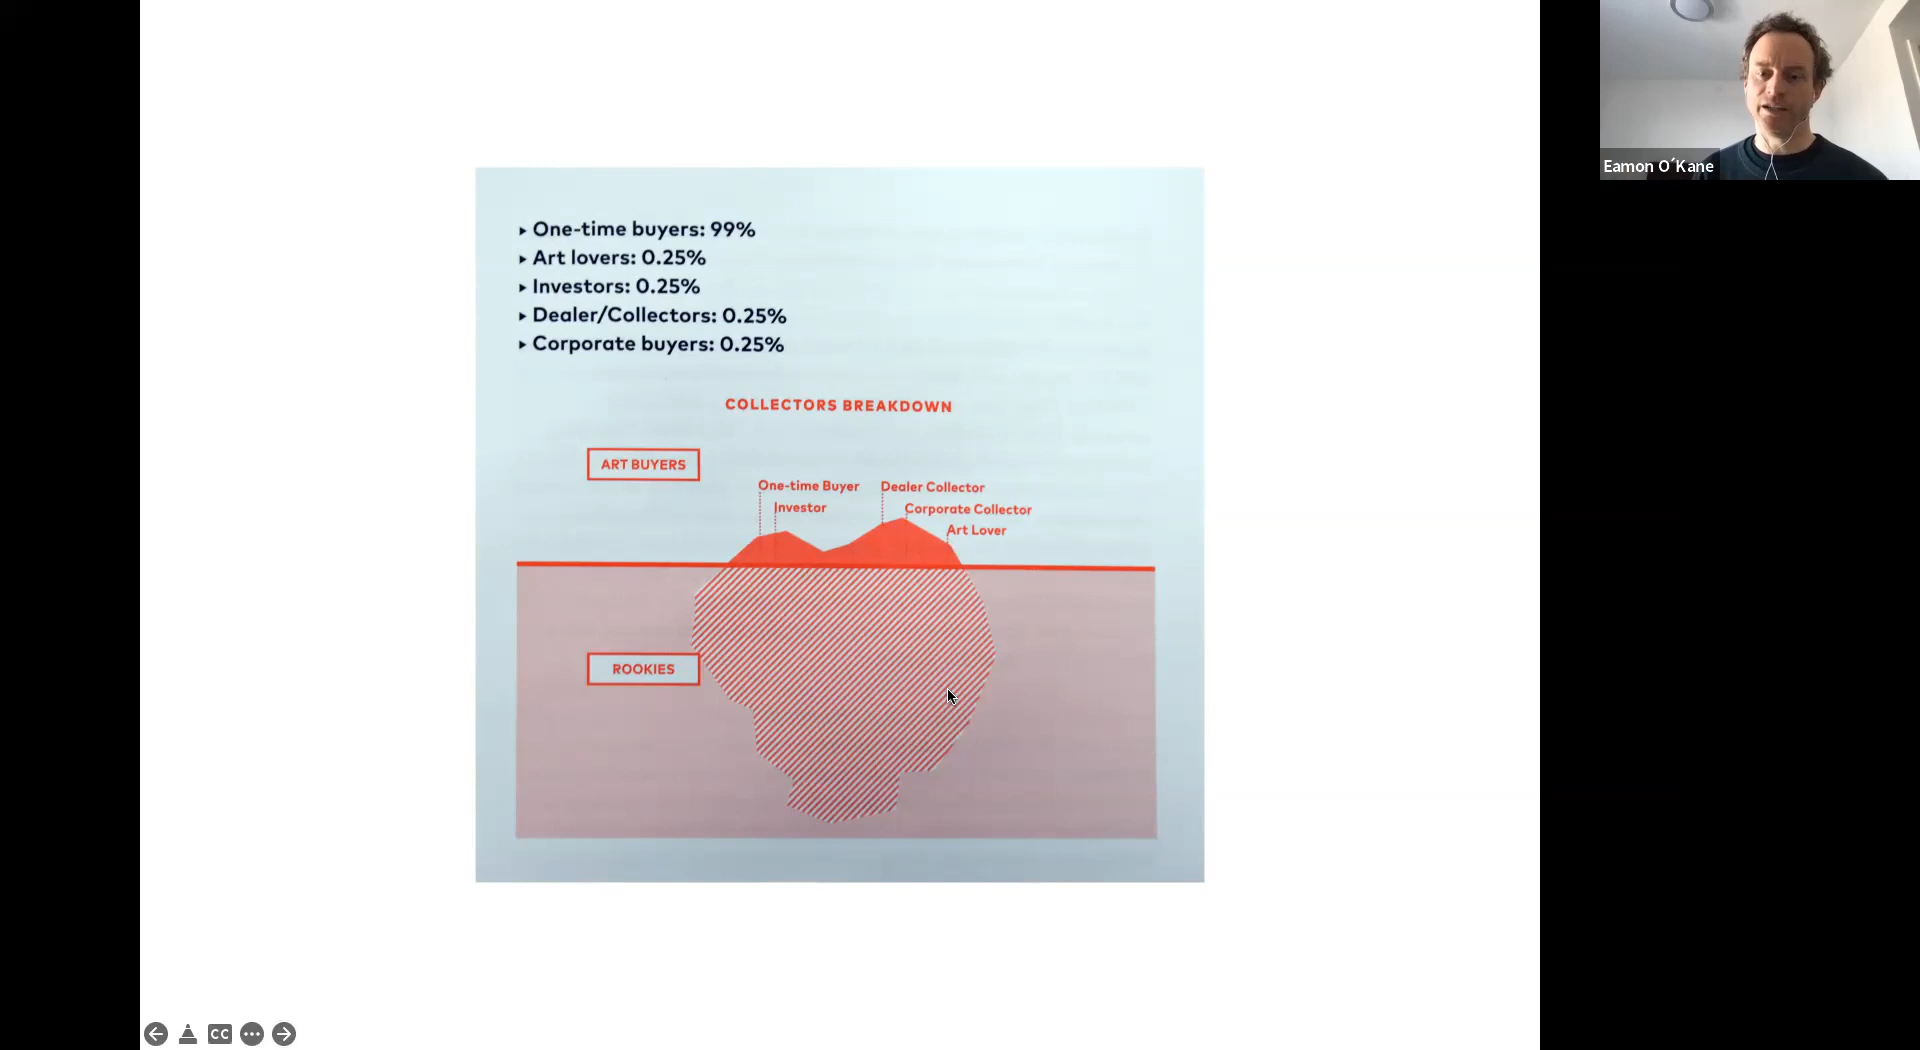 ▸ One-time buyers: 99%
▸ Art lovers: 0.25%
▸ Investors: 0.25%
▸ Dealer/Collectors: 0.25%
▸ Corporate buyers: 0.25%
COLLECTORS BREAKDOWN
ART BUYERS
One-time Buyer
Dealer Collector
Investor
Corporate Collector
Art Lover
ROOKIES
Eamon O´Kane
CC